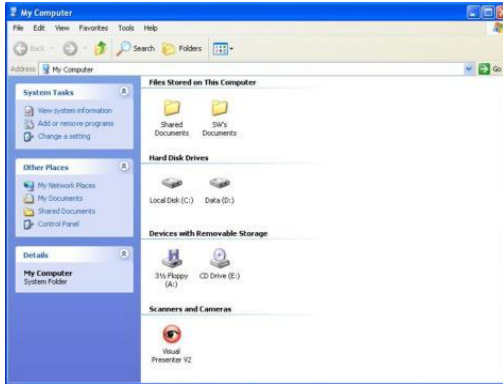 My Computer
File Edit View Favorites Tools Help
Back Search Folders
Address My Computer Go
System Tasks
View system information
Add or remove programs
Change a setting
Other Places
My Network Places
My Documents
Shared Documents
Control Panel
Details
My Computer
System Folder
Files Stored on This Computer
Shared Documents
SW's Documents
Hard Disk Drives
Local Disk (C:) Data (D:)
Devices with Removable Storage
3½ Floppy (A:)
CD Drive (E:)
Scanners and Cameras
Visual
Presenter V2